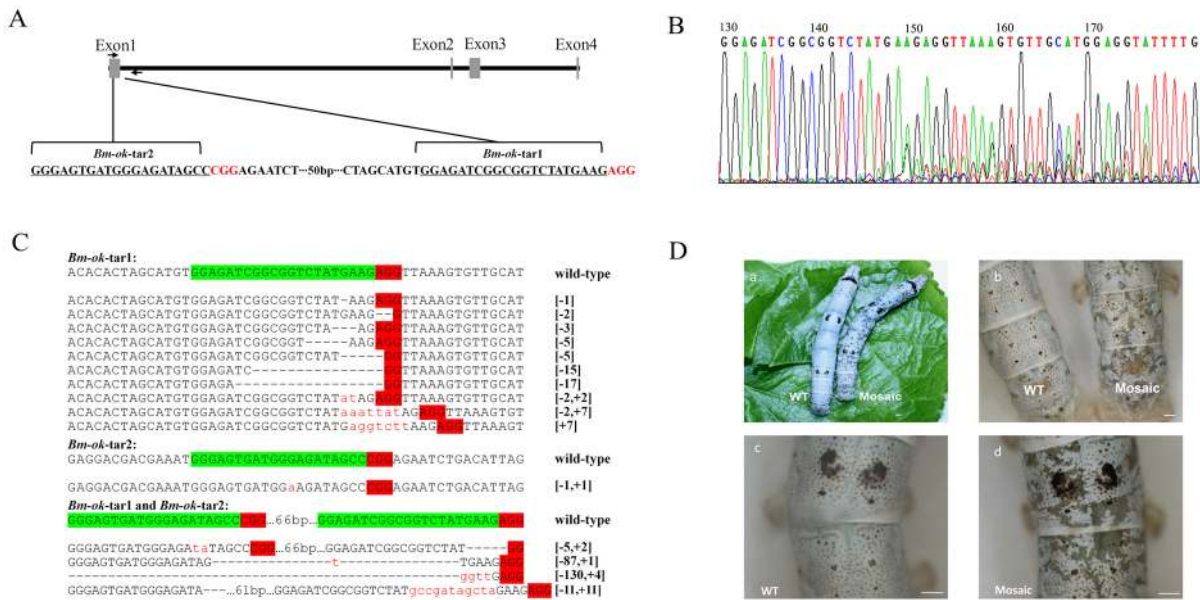 A
Exon1 Exon2 Exon3 Exon4
Bm-ok-tar2 Bm-ok-tar1
GGGAGTGATGGGAGATAGCCCGGAGAATCT···50bp···CTAGCATGTGGAGATCGGCGGTCTATGAAGAGG
B
130 140 150 160 170
GGAGATCGGCGGTCTATGAAGAGGTTAAAGTGTTGCATGGAGGTATTTTG
C
Bm-ok-tar1:
ACACACTAGCATGTGGAGATCGGCGGTCTATGAAGAGGTTAAAGTGTTGCAT wild-type
ACACACTAGCATGTGGAGATCGGCGGTCTAT-AAGAGGTTAAAGTGTTGCAT [-1]
ACACACTAGCATGTGGAGATCGGCGGTCTATGAAG--GTTAAAGTGTTGCAT [-2]
ACACACTAGCATGTGGAGATCGGCGGTCTA---AGAGGTTAAAGTGTTGCAT [-3]
ACACACTAGCATGTGGAGATCGGCGGT-----AAGAGGTTAAAGTGTTGCAT [-5]
ACACACTAGCATGTGGAGATCGGCGGTCTAT-----GGTTAAAGTGTTGCAT [-5]
ACACACTAGCATGTGGAGATC---------------GGTTAAAGTGTTGCAT [-15]
ACACACTAGCATGTGGAGA-----------------GGTTAAAGTGTTGCAT [-17]
ACACACTAGCATGTGGAGATCGGCGGTCTATatAGAGGTTAAAGTGTTGCAT [-2,+2]
ACACACTAGCATGTGGAGATCGGCGGTCTATaaattatAGAGGTTAAAGTGT [-2,+7]
ACACACTAGCATGTGGAGATCGGCGGTCTATGaggtcttAAGAGGTTAAAGT [+7]
Bm-ok-tar2:
GAGGACGACGAAATGGGAGTGATGGGAGATAGCCCGGAGAATCTGACATTAG wild-type
GAGGACGACGAAATGGGAGTGATGGaAGATAGCCCGGAGAATCTGACATTAG [-1,+1]
Bm-ok-tar1 and Bm-ok-tar2:
GGGAGTGATGGGAGATAGCCCGG…66bp… GGAGATCGGCGGTCTATGAAGAGG wild-type
GGGAGTGATGGGAGAtaTAGCCCGG…66bp…GGAGATCGGCGGTCTAT-----GG [-5,+2]
GGGAGTGATGGGAGATAG--------------t--------------TGAAGAGG [-87,+1]
-----------------------------------------------ggttGAGG [-130,+4]
GGGAGTGATGGGAGATA---…61bp…GGAGATCGGCGGTCTATgccgatagctaGAAGAGG [-11,+11]
D
a
WT
Mosaic
b
WT
Mosaic
c
WT
d
Mosaic